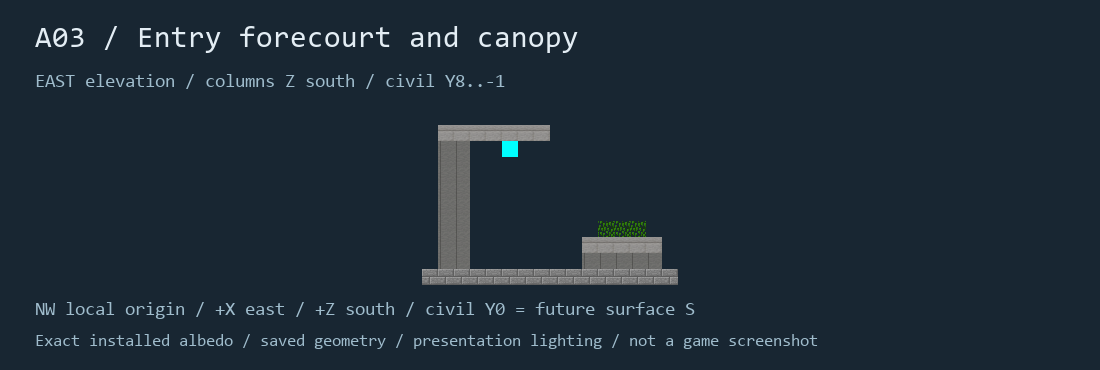 A03 / Entry forecourt and canopy
EAST elevation / columns Z south / civil Y8..-1
NW local origin / +X east / +Z south / civil Y0 = future surface S
Exact installed albedo / saved geometry / presentation lighting / not a game screenshot